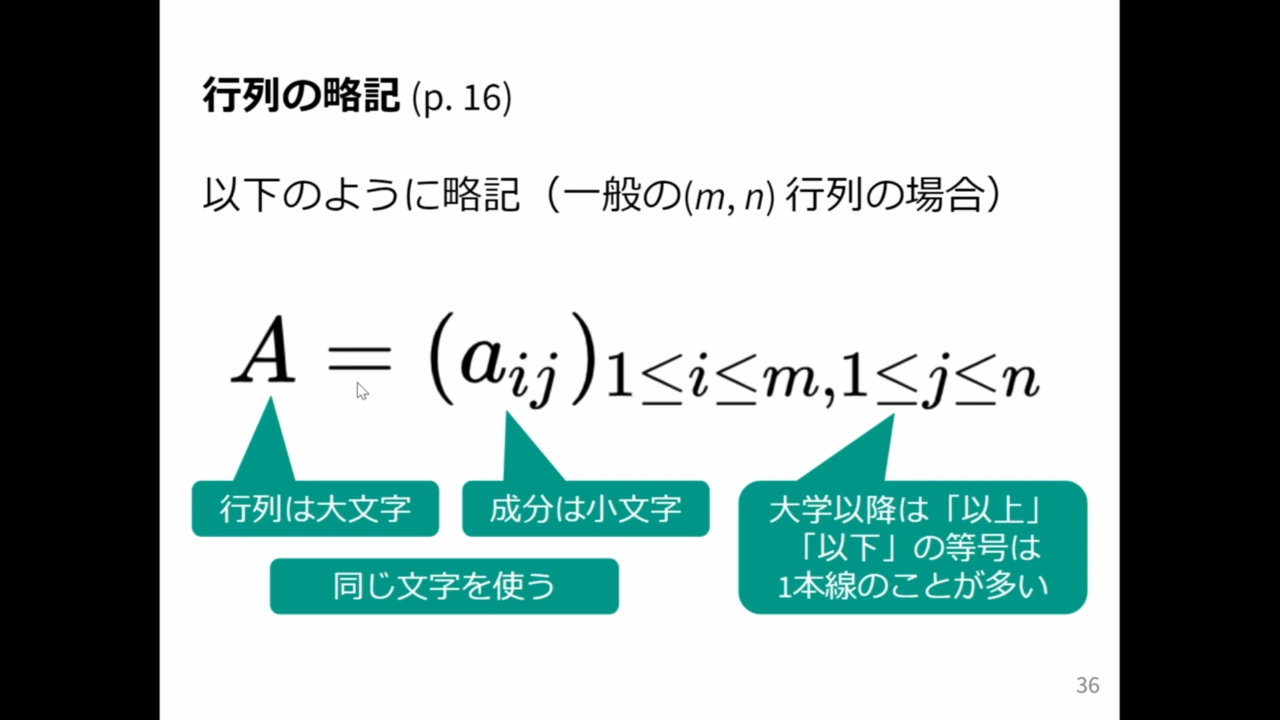 行列の略記 (p. 16)
以下のように略記（一般の(m, n) 行列の場合）
A = (a_{ij})_{1≤i≤m,1≤j≤n}
行列は大文字
成分は小文字
同じ文字を使う
大学以降は「以上」
「以下」の等号は
1本線のことが多い
36